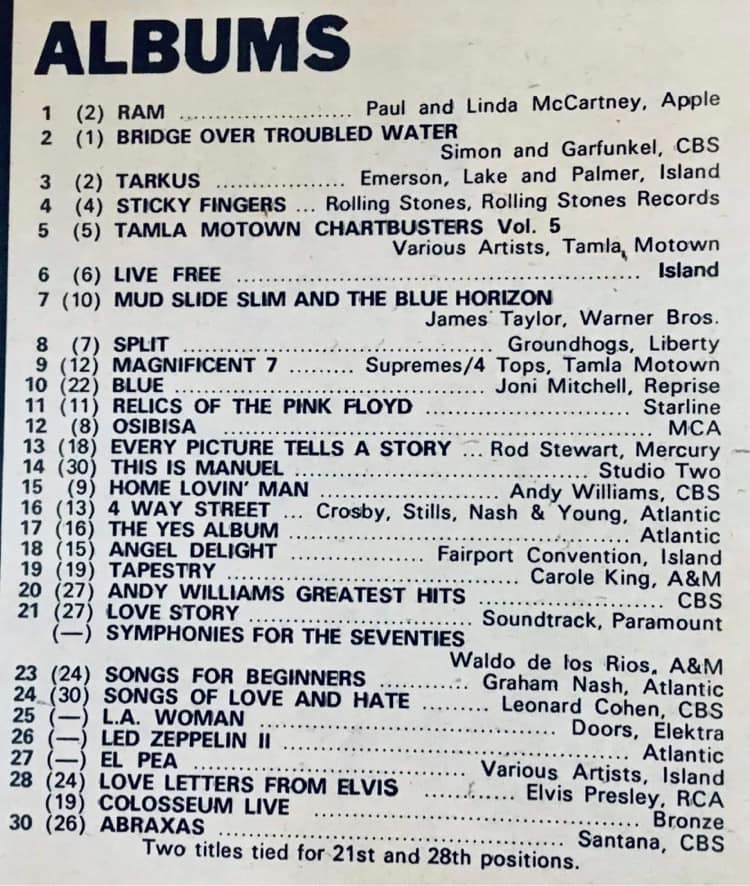 ALBUMS
1 (2) RAM ........................ Paul and Linda McCartney, Apple
2 (1) BRIDGE OVER TROUBLED WATER
Simon and Garfunkel, CBS
3 (2) TARKUS .................. Emerson, Lake and Palmer, Island
4 (4) STICKY FINGERS ... Rolling Stones, Rolling Stones Records
5 (5) TAMLA MOTOWN CHARTBUSTERS Vol. 5
Various Artists, Tamla, Motown
6 (6) LIVE FREE ........................................................ Island
7 (10) MUD SLIDE SLIM AND THE BLUE HORIZON
James Taylor, Warner Bros.
8 (7) SPLIT .............................................. Groundhogs, Liberty
9 (12) MAGNIFICENT 7 ......... Supremes/4 Tops, Tamla Motown
10 (22) BLUE ........................................... Joni Mitchell, Reprise
11 (11) RELICS OF THE PINK FLOYD ............................. Starline
12 (8) OSIBISA ............................................................. MCA
13 (18) EVERY PICTURE TELLS A STORY ... Rod Stewart, Mercury
14 (30) THIS IS MANUEL ......................................... Studio Two
15 (9) HOME LOVIN' MAN ......................... Andy Williams, CBS
16 (13) 4 WAY STREET ... Crosby, Stills, Nash & Young, Atlantic
17 (16) THE YES ALBUM ............................................... Atlantic
18 (15) ANGEL DELIGHT .................. Fairport Convention, Island
19 (19) TAPESTRY ......................................... Carole King, A&M
20 (27) ANDY WILLIAMS GREATEST HITS .......................... CBS
21 (27) LOVE STORY ............................... Soundtrack, Paramount
(—) SYMPHONIES FOR THE SEVENTIES
Waldo de los Rios, A&M
23 (24) SONGS FOR BEGINNERS ............ Graham Nash, Atlantic
24 (30) SONGS OF LOVE AND HATE ......... Leonard Cohen, CBS
25 (—) L.A. WOMAN ......................................... Doors, Elektra
26 (—) LED ZEPPELIN II ................................................ Atlantic
27 (—) EL PEA ...................................... Various Artists, Island
28 (24) LOVE LETTERS FROM ELVIS ............ Elvis Presley, RCA
(19) COLOSSEUM LIVE ............................................... Bronze
30 (26) ABRAXAS ................................................ Santana, CBS
Two titles tied for 21st and 28th positions.